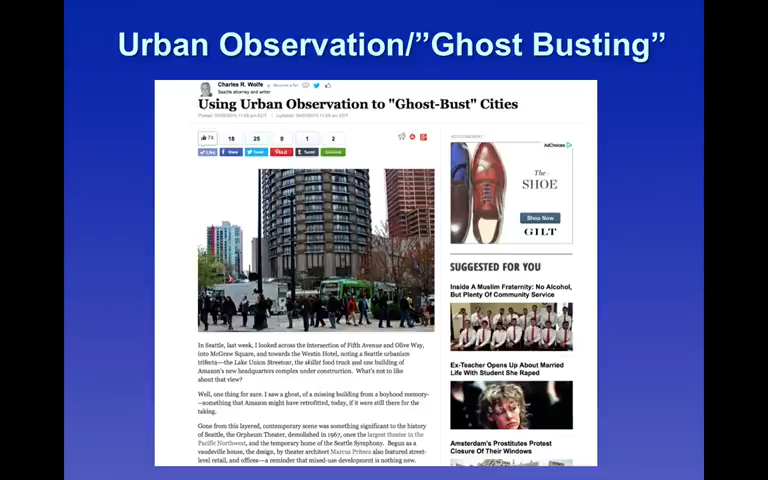 Urban Observation/”Ghost Busting”
Charles R. Wolfe
Seattle attorney and writer
Using Urban Observation to "Ghost-Bust" Cities
74
18
25
0
1
2
Like
Share
Tweet
Pin it
Tumblr
Comment
ADVERTISEMENT
AdChoices
The
SHOE
Shop Now
GILT
SUGGESTED FOR YOU
Inside A Muslim Fraternity: No Alcohol,
But Plenty Of Community Service
Ex-Teacher Opens Up About Married
Life With Student She Raped
Amsterdam's Prostitutes Protest
Closure Of Their Windows
In Seattle, last week, I looked across the intersection of Fifth Avenue and Olive Way,
into McGraw Square, and towards the Westin Hotel, noting a Seattle urbanism
trifecta—the Lake Union Streetcar, the skillet food truck and one building of
Amazon's new headquarters complex under construction. What's not to like
about that view?
Well, one thing for sure. I saw a ghost, of a missing building from a boyhood memory-
--something that Amazon might have retrofitted, today, if it were still there for the
taking.
Gone from this layered, contemporary scene was something significant to the history
of Seattle, the Orpheum Theater, demolished in 1967, once the largest theater in the
Pacific Northwest, and the temporary home of the Seattle Symphony. Begun as a
vaudeville house, the design, by theater architect Marcus Priteca also featured street-
level retail, and offices—a reminder that mixed-use development is nothing new.